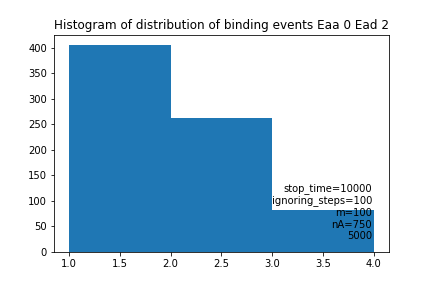 Histogram of distribution of binding events Eaa 0 Ead 2
400
350
300
250
200
150
100
50
0
stop_time=10000
ignoring_steps=100
m=100
nA=750
5000
1.0 1.5 2.0 2.5 3.0 3.5 4.0